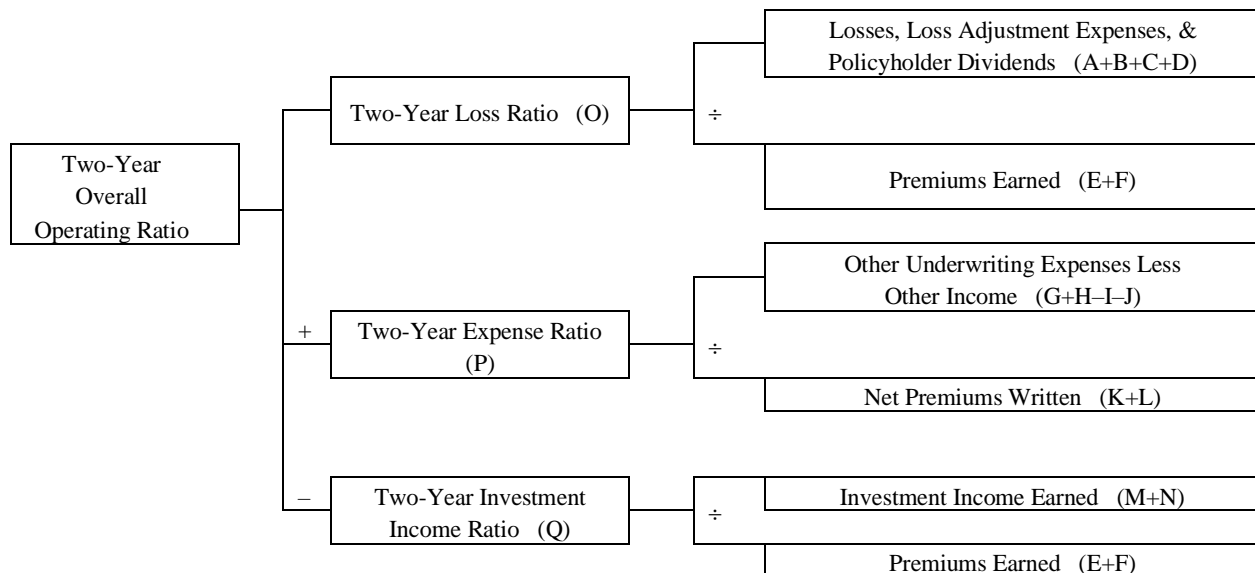 Losses, Loss Adjustment Expenses, &
Policyholder Dividends (A+B+C+D)
Two-Year Loss Ratio (O)
÷
Premiums Earned (E+F)
Two-Year
Overall
Operating Ratio
Other Underwriting Expenses Less
Other Income (G+H–I–J)
+
Two-Year Expense Ratio
(P)
÷
Net Premiums Written (K+L)
–
Two-Year Investment
Income Ratio (Q)
Investment Income Earned (M+N)
÷
Premiums Earned (E+F)